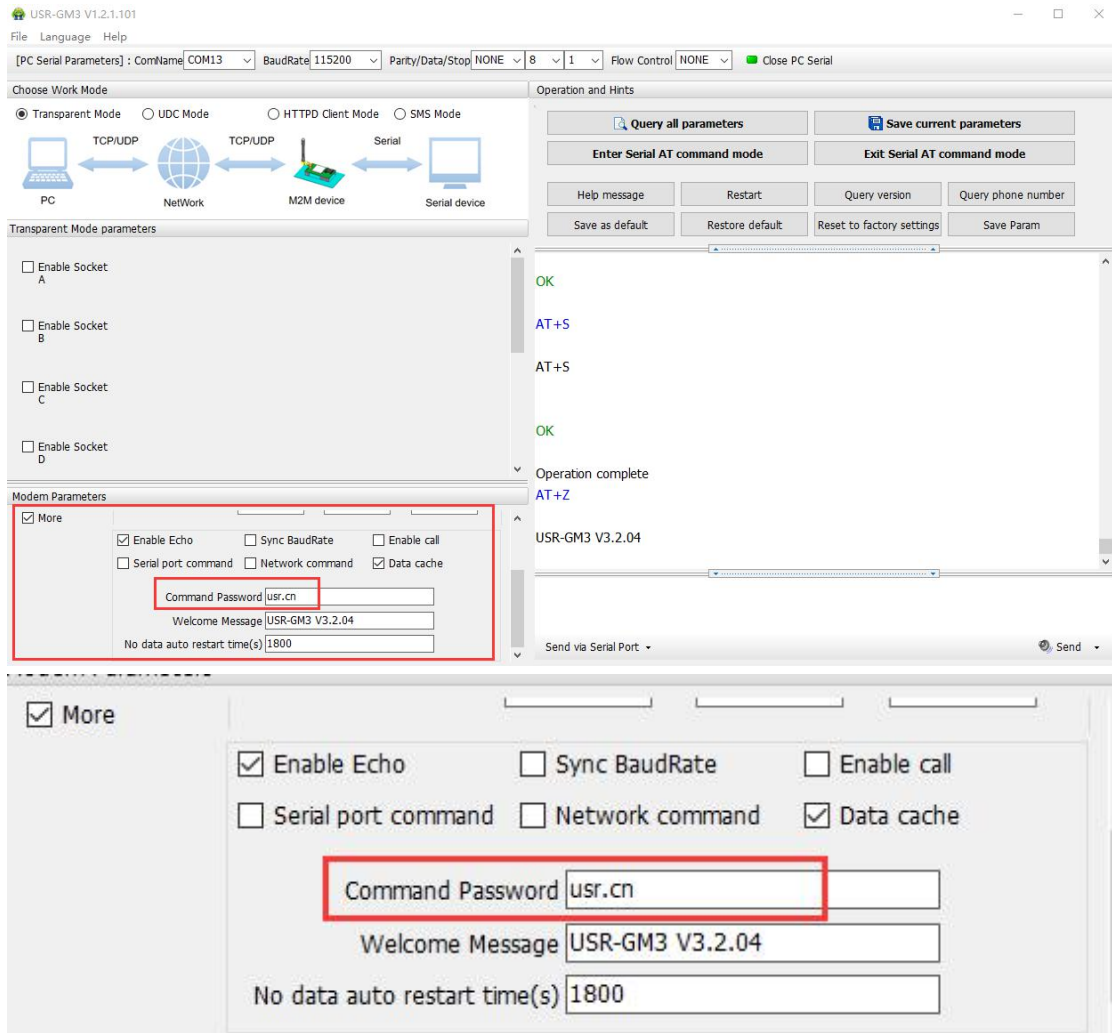 USR-GM3 V1.2.1.101
File Language Help
[PC Serial Parameters] : ComName COM13 BaudRate 115200 Parity/Data/Stop NONE 8 1 Flow Control NONE Close PC Serial
Choose Work Mode
Transparent Mode UDC Mode HTTPD Client Mode SMS Mode
TCP/UDP TCP/UDP Serial
PC NetWork M2M device Serial device
Transparent Mode parameters
Enable Socket
A
Enable Socket
B
Enable Socket
C
Enable Socket
D
Modem Parameters
More
Enable Echo Sync BaudRate Enable call
Serial port command Network command Data cache
Command Password usr.cn
Welcome Message USR-GM3 V3.2.04
No data auto restart time(s) 1800
Operation and Hints
Query all parameters Save current parameters
Enter Serial AT command mode Exit Serial AT command mode
Help message Restart Query version Query phone number
Save as default Restore default Reset to factory settings Save Param
OK
AT+S
AT+S
OK
Operation complete
AT+Z
USR-GM3 V3.2.04
Send via Serial Port Send
More
Enable Echo Sync BaudRate Enable call
Serial port command Network command Data cache
Command Password usr.cn
Welcome Message USR-GM3 V3.2.04
No data auto restart time(s) 1800